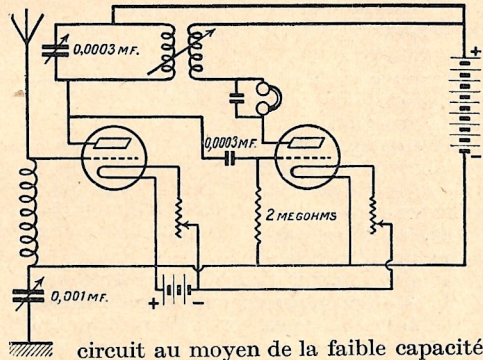 0,0003 MF.
+
0,0003 MF.
-
2 MEGOHMS
0,001 MF.
+ -
circuit au moyen de la faible capacité